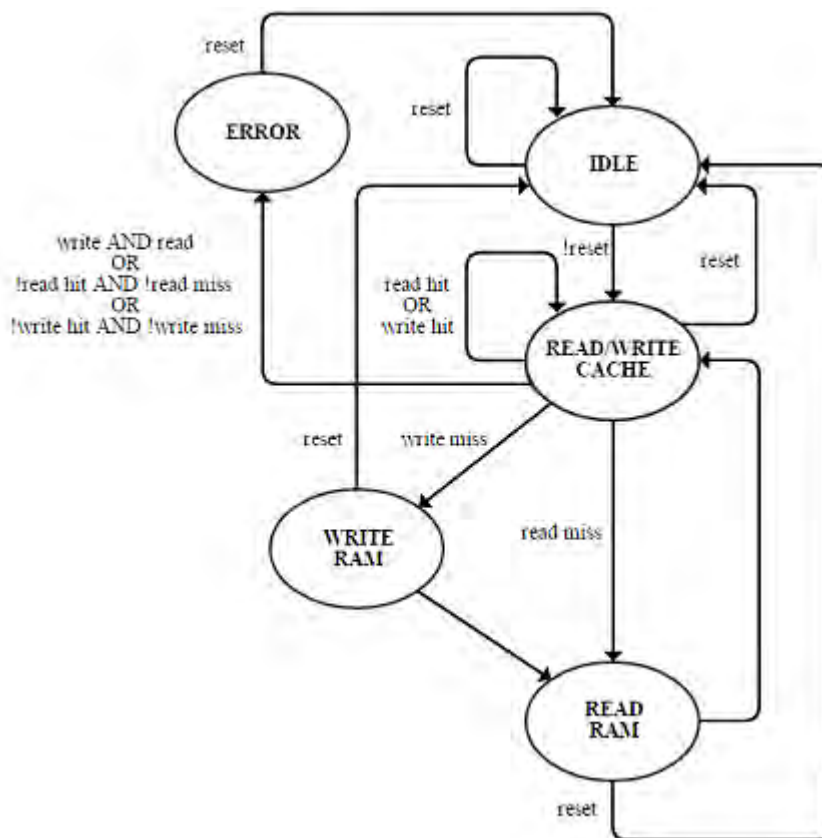 reset
ERROR
reset
IDLE
write AND read
OR
!read hit AND !read miss
OR
!write hit AND !write miss
!reset
reset
read hit
OR
write hit
READ/WRITE
CACHE
reset
write miss
WRITE
RAM
read miss
READ
RAM
reset